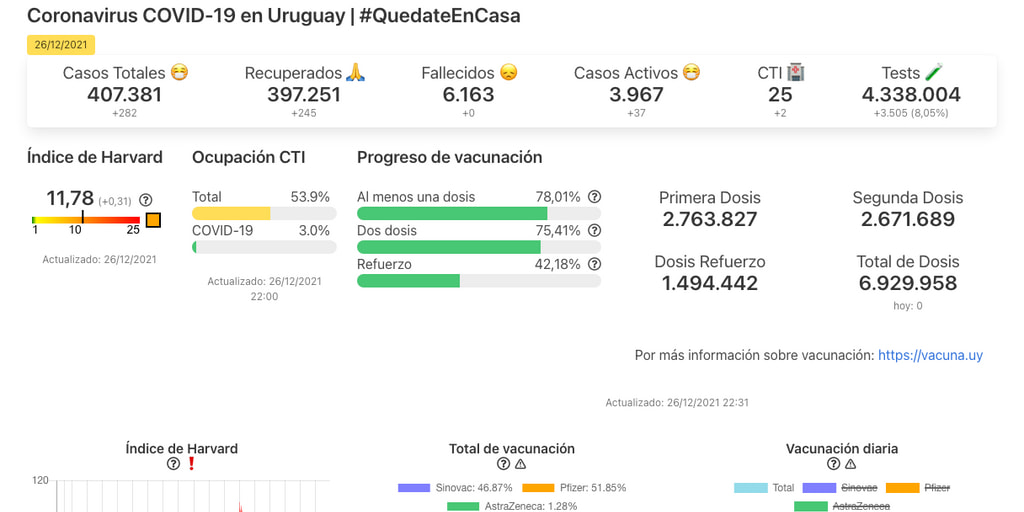 Coronavirus COVID-19 en Uruguay | #QuedateEnCasa
26/12/2021
Casos Totales 😷 Recuperados 🙏 Fallecidos 😞 Casos Activos 😷 CTI 🏥 Tests 🧪
407.381 397.251 6.163 3.967 25 4.338.004
+282 +245 +0 +37 +2 +3.505 (8,05%)
Índice de Harvard Ocupación CTI Progreso de vacunación
11,78 (+0,31)
1 10 25
Actualizado: 26/12/2021
Total 53.9%
COVID-19 3.0%
Actualizado: 26/12/2021
22:00
Al menos una dosis 78,01%
Dos dosis 75,41%
Refuerzo 42,18%
Primera Dosis Segunda Dosis
2.763.827 2.671.689
Dosis Refuerzo Total de Dosis
1.494.442 6.929.958
hoy: 0
Por más información sobre vacunación: https://vacuna.uy
Actualizado: 26/12/2021 22:31
Índice de Harvard
❗
120
Total de vacunación
Sinovac: 46.87% Pfizer: 51.85%
AstraZeneca: 1.28%
Vacunación diaria
Total Sinovac Pfizer
AstraZeneca